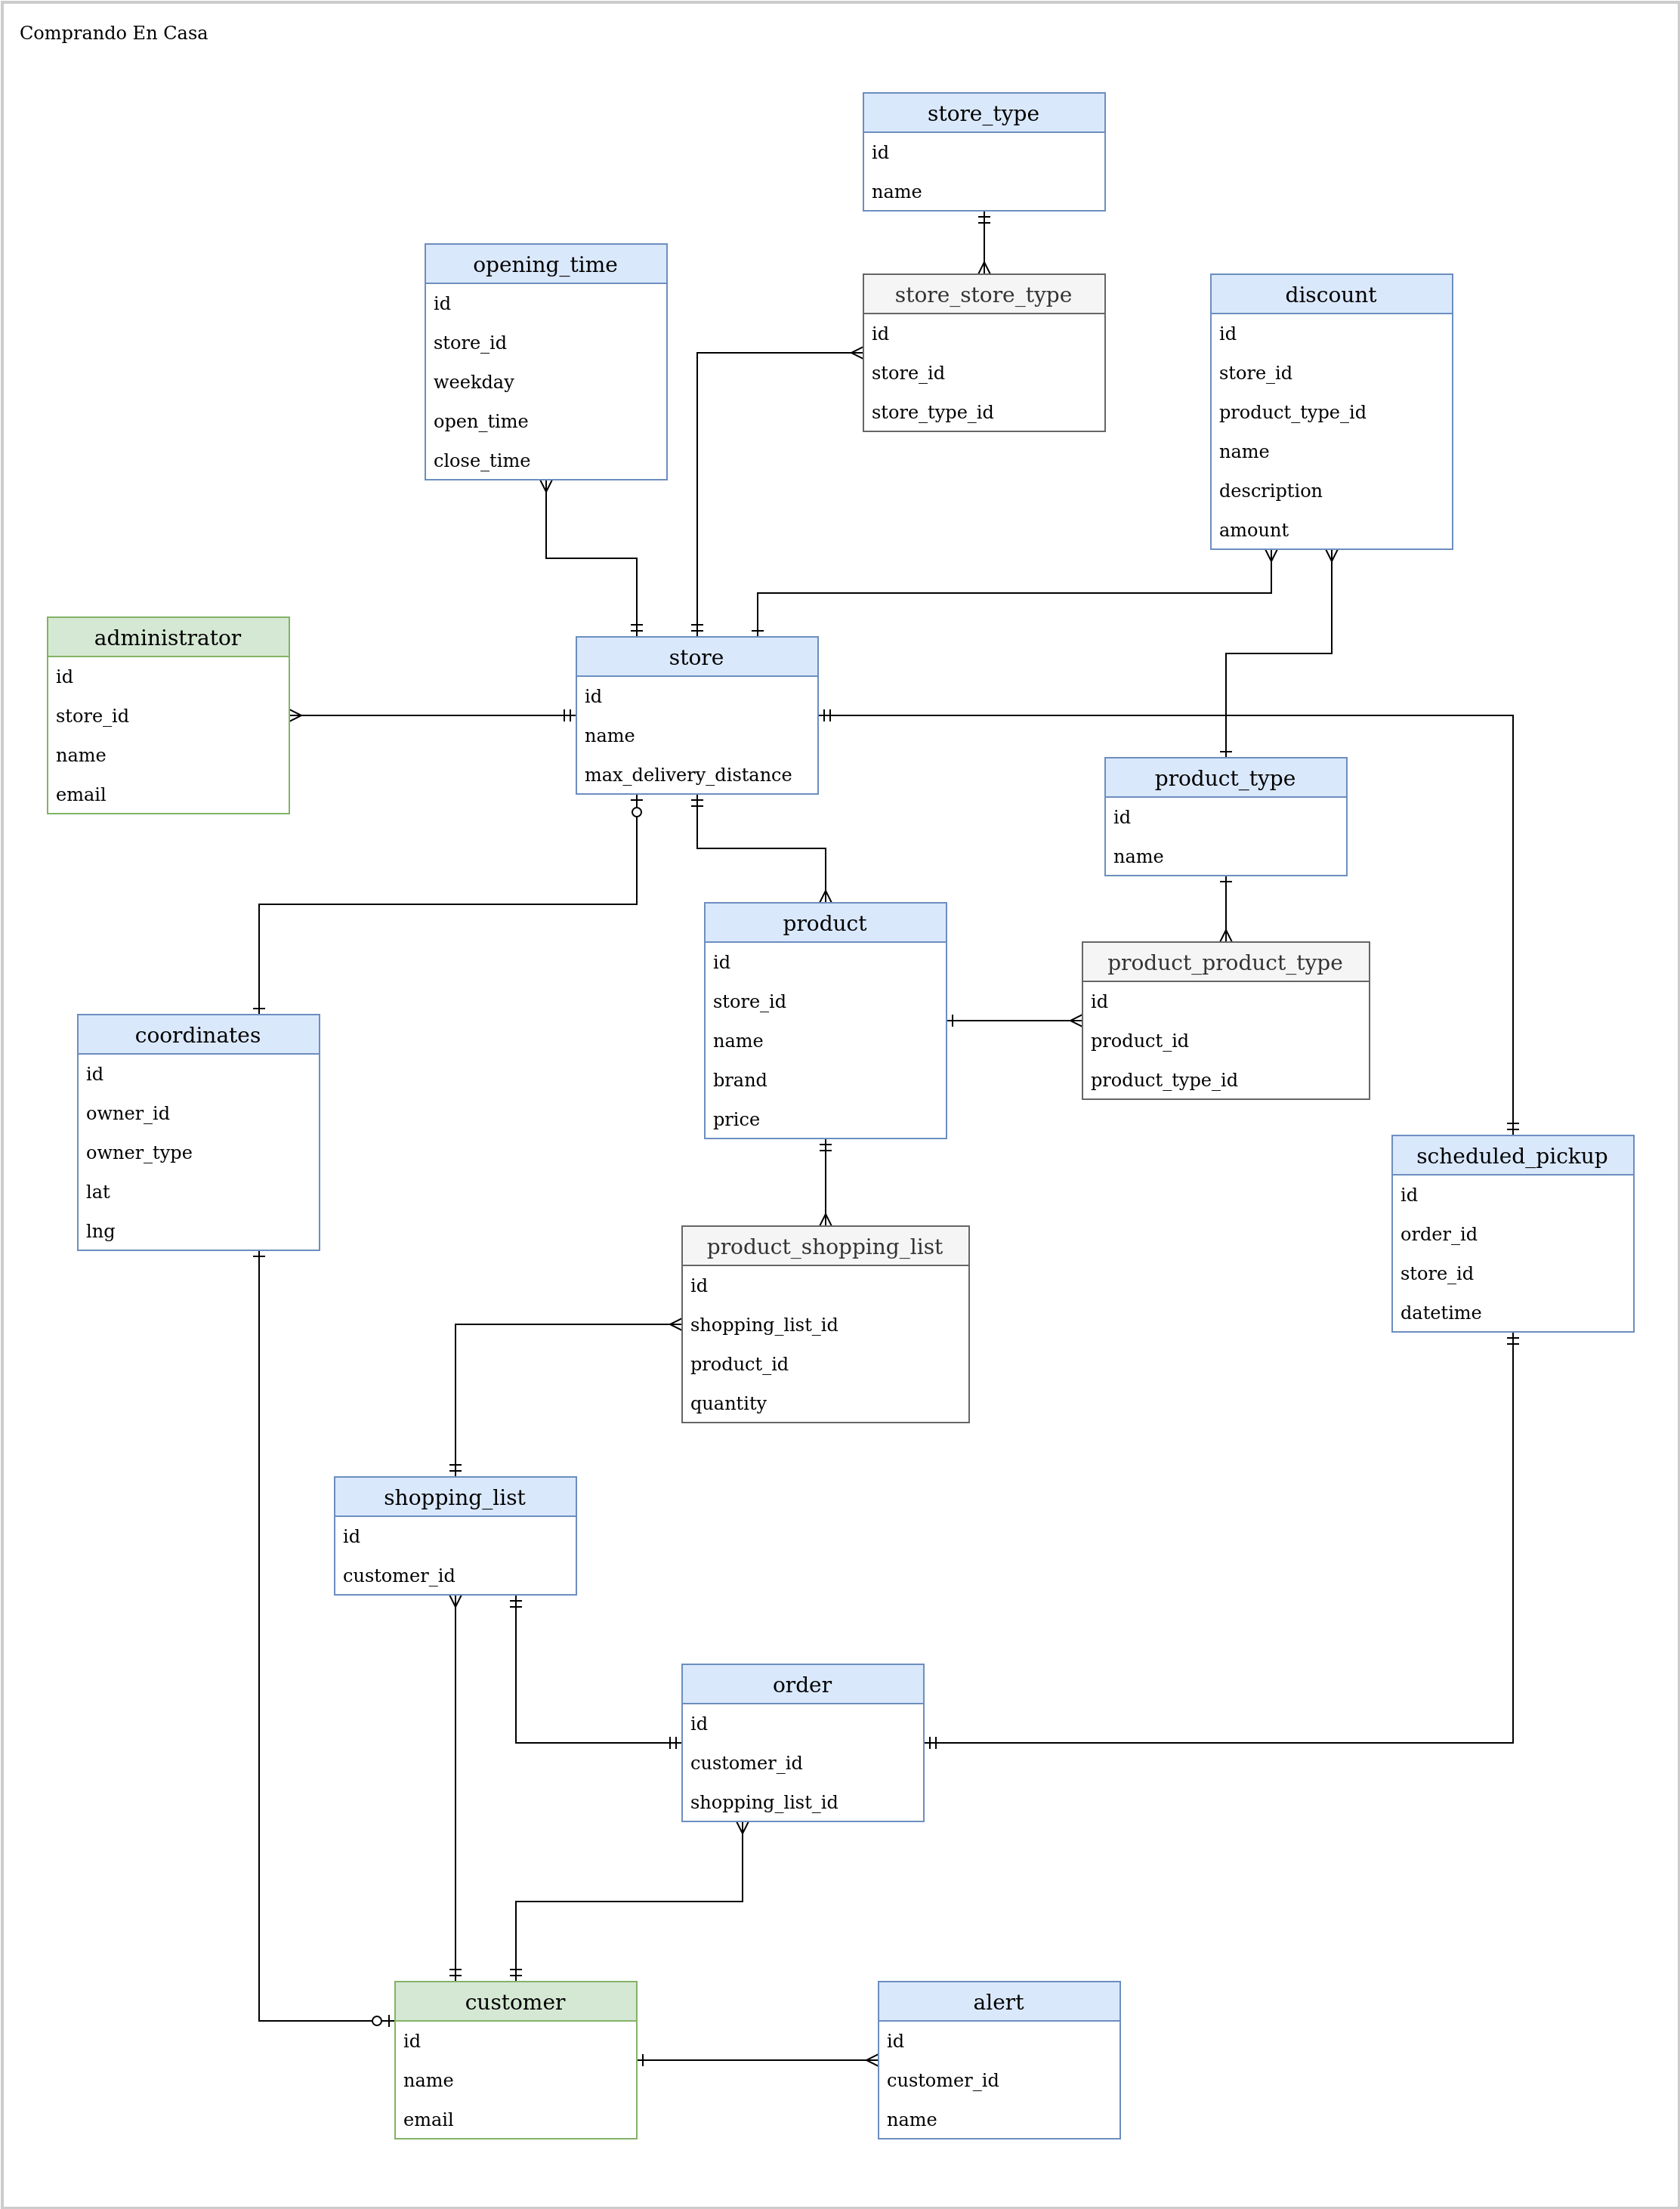 Comprando En Casa
store_type
id
name
opening_time
id
store_id
weekday
open_time
close_time
store_store_type
id
store_id
store_type_id
discount
id
store_id
product_type_id
name
description
amount
administrator
id
store_id
name
email
store
id
name
max_delivery_distance
product_type
id
name
product
id
store_id
name
brand
price
product_product_type
id
product_id
product_type_id
coordinates
id
owner_id
owner_type
lat
lng
scheduled_pickup
id
order_id
store_id
datetime
product_shopping_list
id
shopping_list_id
product_id
quantity
shopping_list
id
customer_id
order
id
customer_id
shopping_list_id
customer
id
name
email
alert
id
customer_id
name